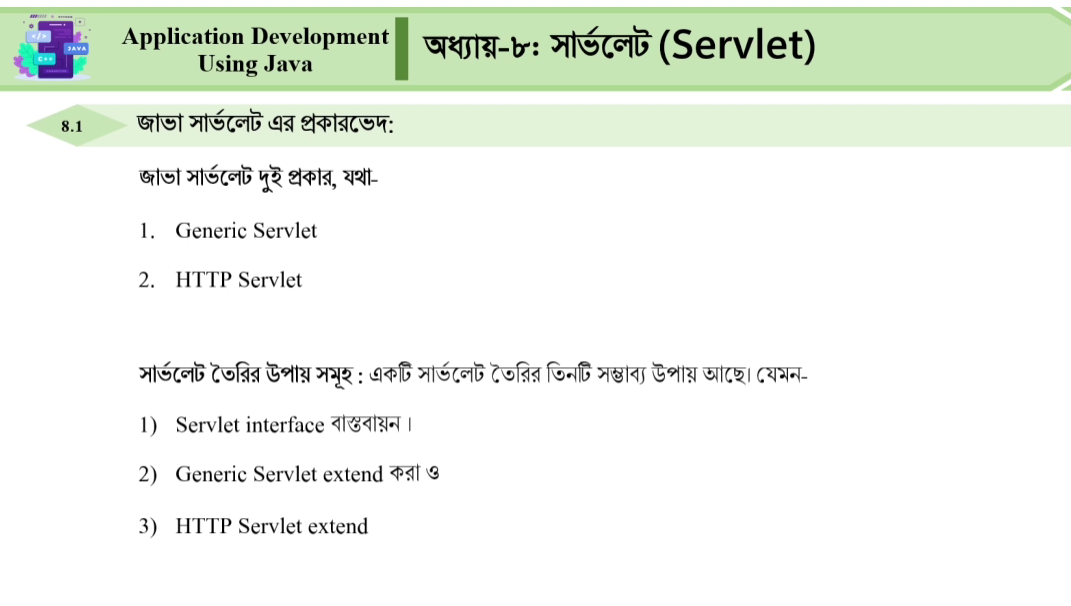 </>
JAVA
C++
Application Development
Using Java
অধ্যায়-৮: সার্ভলেট (Servlet)
8.1 জাভা সার্ভলেট এর প্রকারভেদ:
জাভা সার্ভলেট দুই প্রকার, যথা-
1. Generic Servlet
2. HTTP Servlet
সার্ভলেট তৈরির উপায় সমূহ : একটি সার্ভলেট তৈরির তিনটি সম্ভাব্য উপায় আছে। যেমন-
1) Servlet interface বাস্তবায়ন।
2) Generic Servlet extend করা ও
3) HTTP Servlet extend